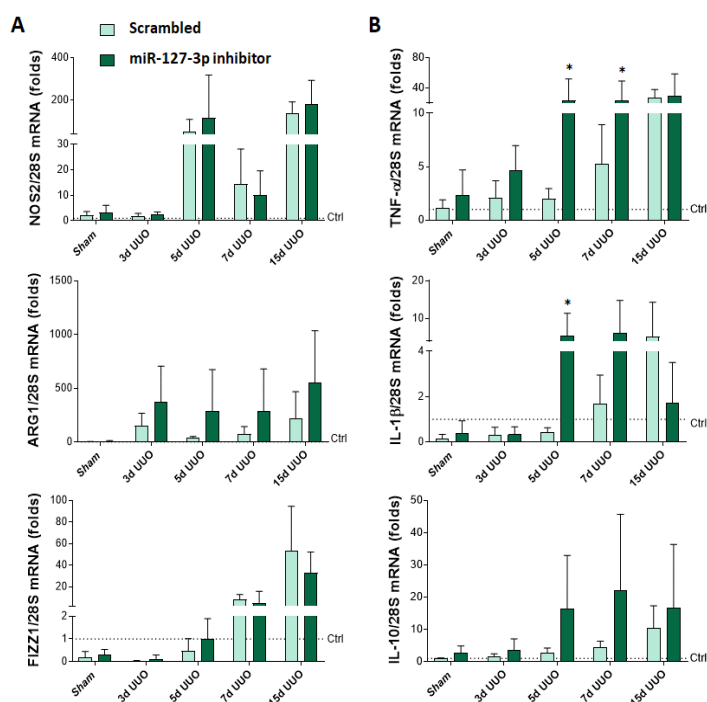 A
Scrambled
miR-127-3p inhibitor
B
NOS2/28S mRNA (folds)
400
200
30
20
10
0
Ctrl
Sham
3d UUO
5d UUO
7d UUO
15d UUO
TNF-α/28S mRNA (folds)
80
40
10
5
0
*
*
Ctrl
Sham
3d UUO
5d UUO
7d UUO
15d UUO
ARG1/28S mRNA (folds)
1500
1000
500
0
Ctrl
Sham
3d UUO
5d UUO
7d UUO
15d UUO
IL-1β/28S mRNA (folds)
20
10
4
2
0
*
Ctrl
Sham
3d UUO
5d UUO
7d UUO
15d UUO
FIZZ1/28S mRNA (folds)
100
80
60
40
20
2
1
0
Ctrl
Sham
3d UUO
5d UUO
7d UUO
15d UUO
IL-10/28S mRNA (folds)
50
40
30
20
10
0
Ctrl
Sham
3d UUO
5d UUO
7d UUO
15d UUO